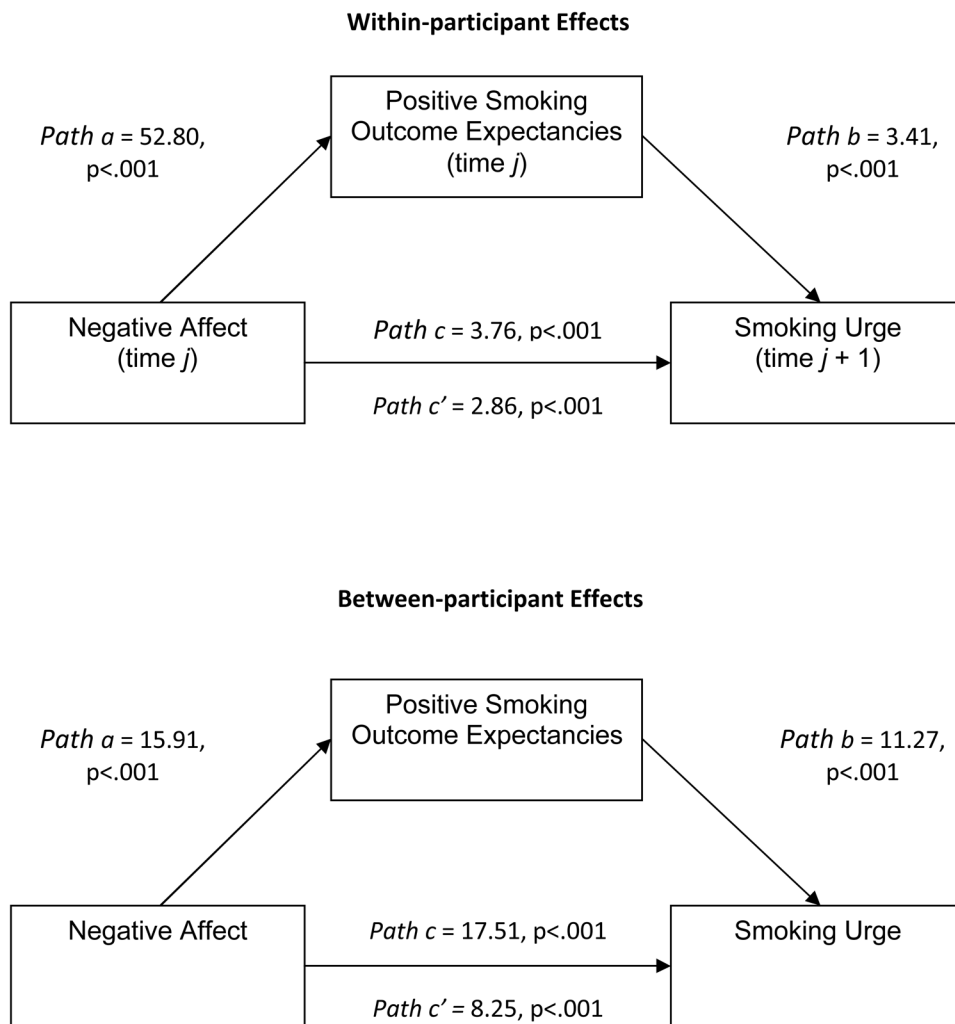 Within-participant Effects
Positive Smoking
Outcome Expectancies
(time j)
Path a = 52.80,
p<.001
Path b = 3.41,
p<.001
Negative Affect
(time j)
Path c = 3.76, p<.001
Path c’ = 2.86, p<.001
Smoking Urge
(time j + 1)
Between-participant Effects
Positive Smoking
Outcome Expectancies
Path a = 15.91,
p<.001
Path b = 11.27,
p<.001
Negative Affect
Path c = 17.51, p<.001
Path c’ = 8.25, p<.001
Smoking Urge